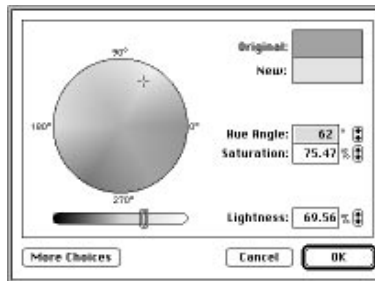 Original:
New:
90°
180°
0°
270°
Hue Angle: 62 °
Saturation: 75.47 %
Lightness: 69.56 %
More Choices
Cancel
OK